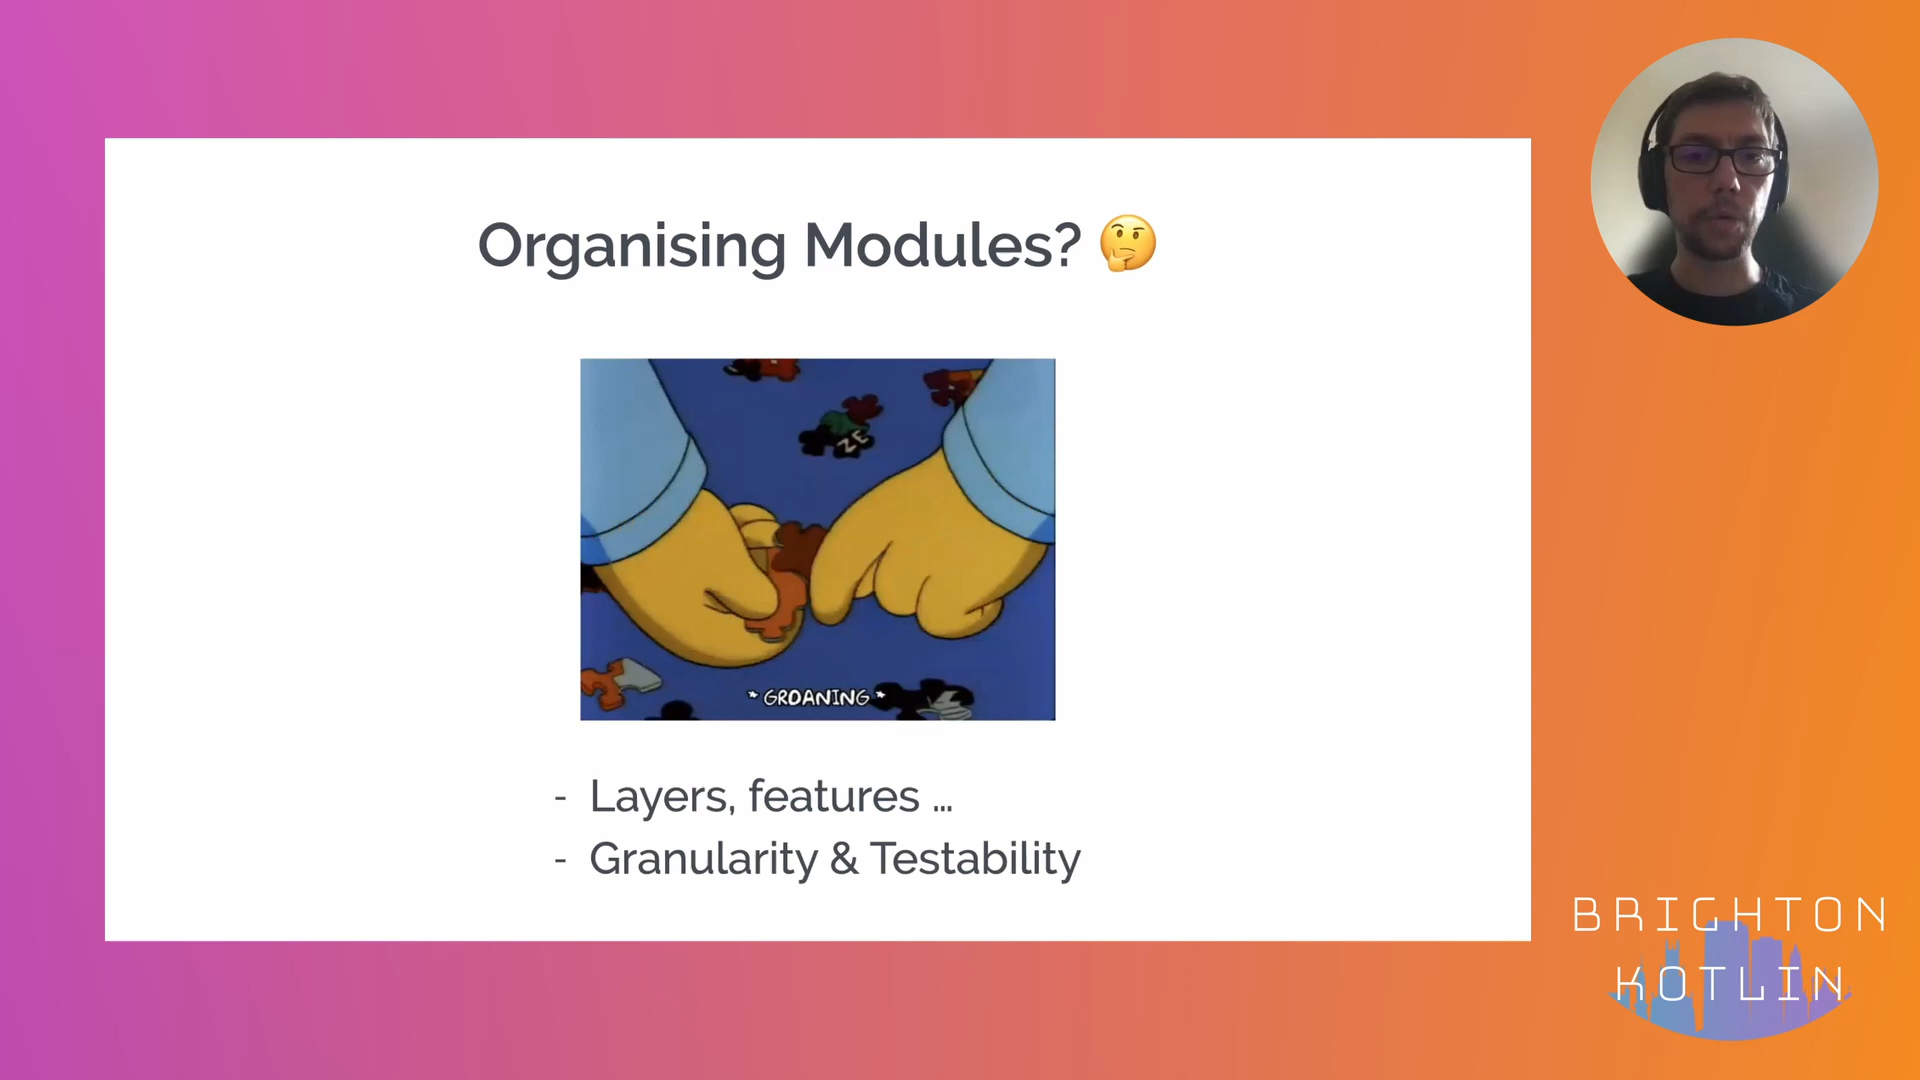 Organising Modules? 🤔
ZE
* GROANING *
- Layers, features ...
- Granularity & Testability
BRIGHTON
KOTLIN